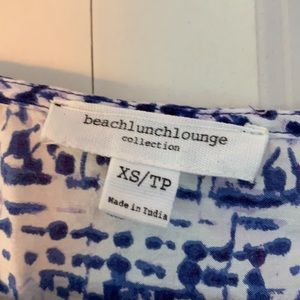 beachlunchlounge
collection
XS/TP
Made in India